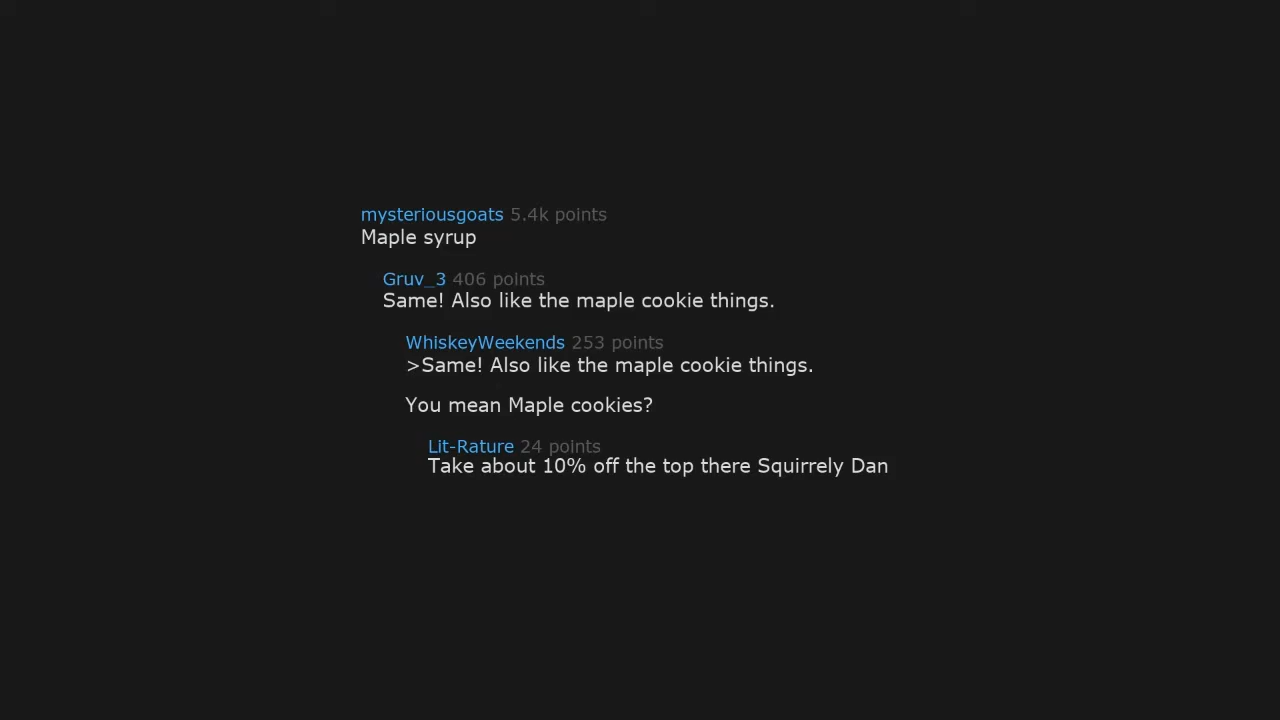 mysteriousgoats 5.4k points
Maple syrup
Gruv_3 406 points
Same! Also like the maple cookie things.
WhiskeyWeekends 253 points
>Same! Also like the maple cookie things.
You mean Maple cookies?
Lit-Rature 24 points
Take about 10% off the top there Squirrely Dan